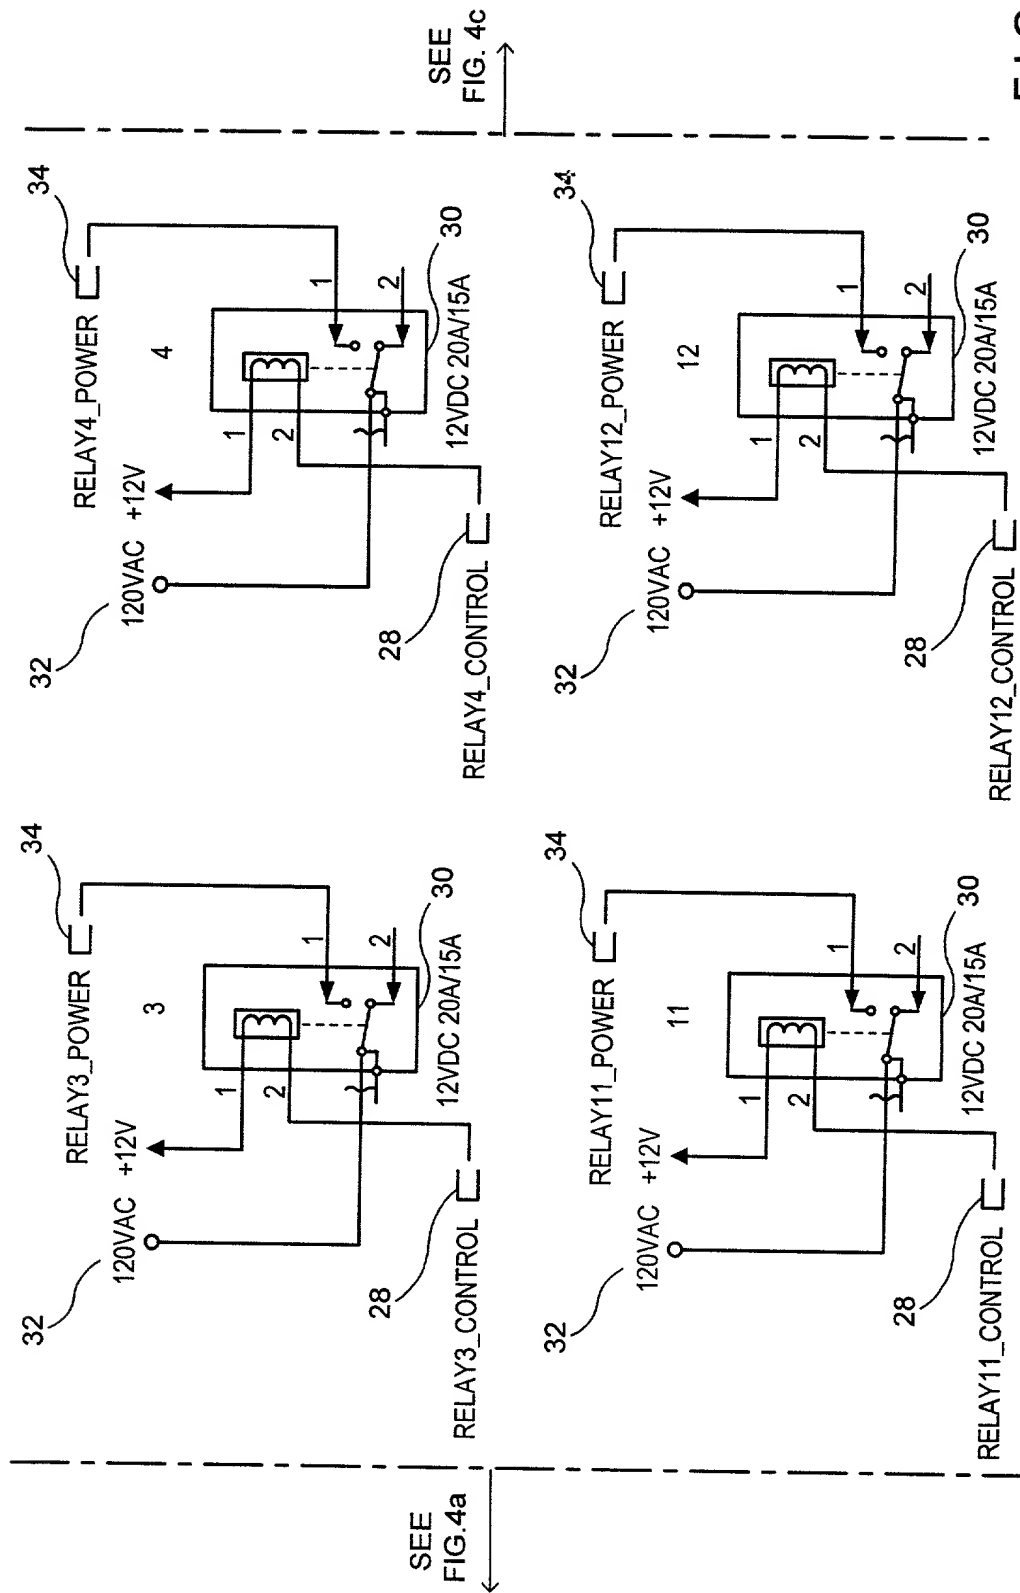 SEE
FIG.4a
32
120VAC
+12V
RELAY3_POWER
34
3
1
2
1
2
30
12VDC 20A/15A
28
RELAY3_CONTROL
32
120VAC
+12V
RELAY4_POWER
34
4
1
2
1
2
30
12VDC 20A/15A
28
RELAY4_CONTROL
SEE
FIG. 4c
32
120VAC
+12V
RELAY11_POWER
34
11
1
2
1
2
30
12VDC 20A/15A
28
RELAY11_CONTROL
32
120VAC
+12V
RELAY12_POWER
34
12
1
2
1
2
30
12VDC 20A/15A
28
RELAY12_CONTROL